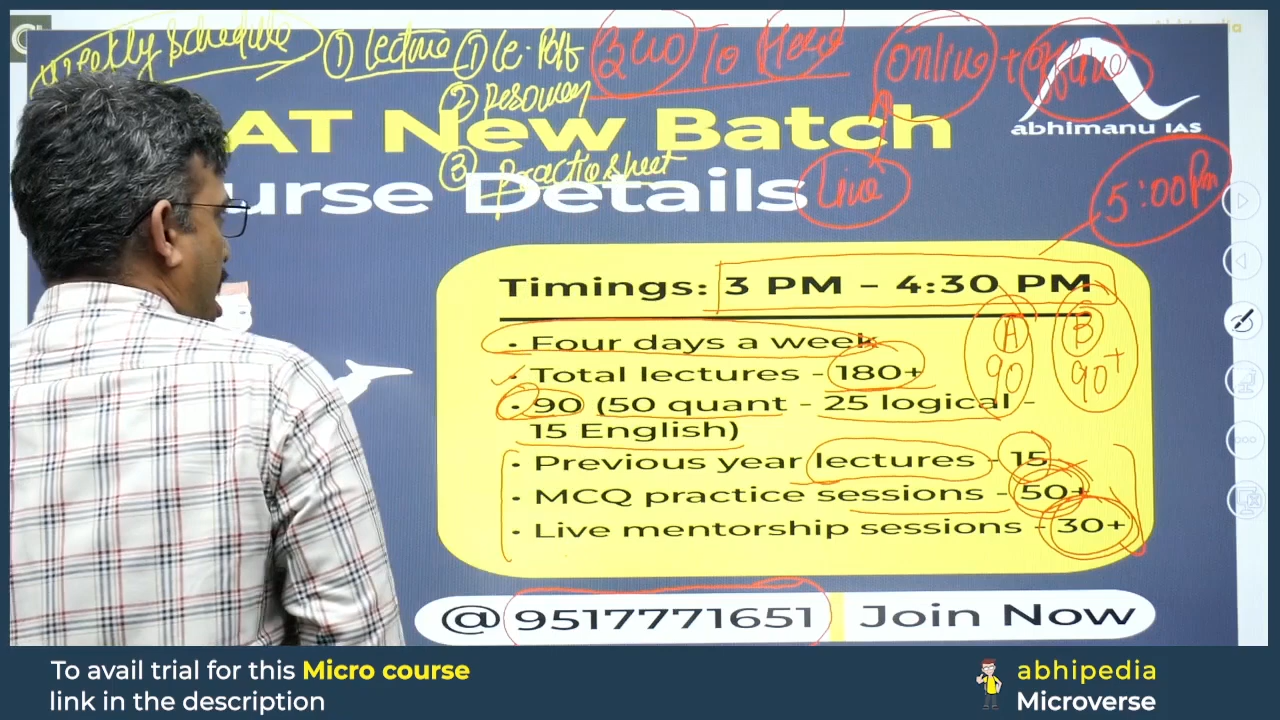 Weekly Schedule ① Lecture ① Le. Pdf Zero To Hero Online + Offline
②
③ Practice sheet
AT New Batch
abhimanu IAS
urse Details Live
5:00 Pm
Timings: 3 PM – 4:30 PM
• Four days a week
A B
• Total lectures - 180+
90 90+
• 90 (50 quant - 25 logical -
15 English)
• Previous year lectures - 15
• MCQ practice sessions - 50+
• Live mentorship sessions - 30+
@9517771651 Join Now
To avail trial for this Micro course
link in the description
abhipedia
Microverse